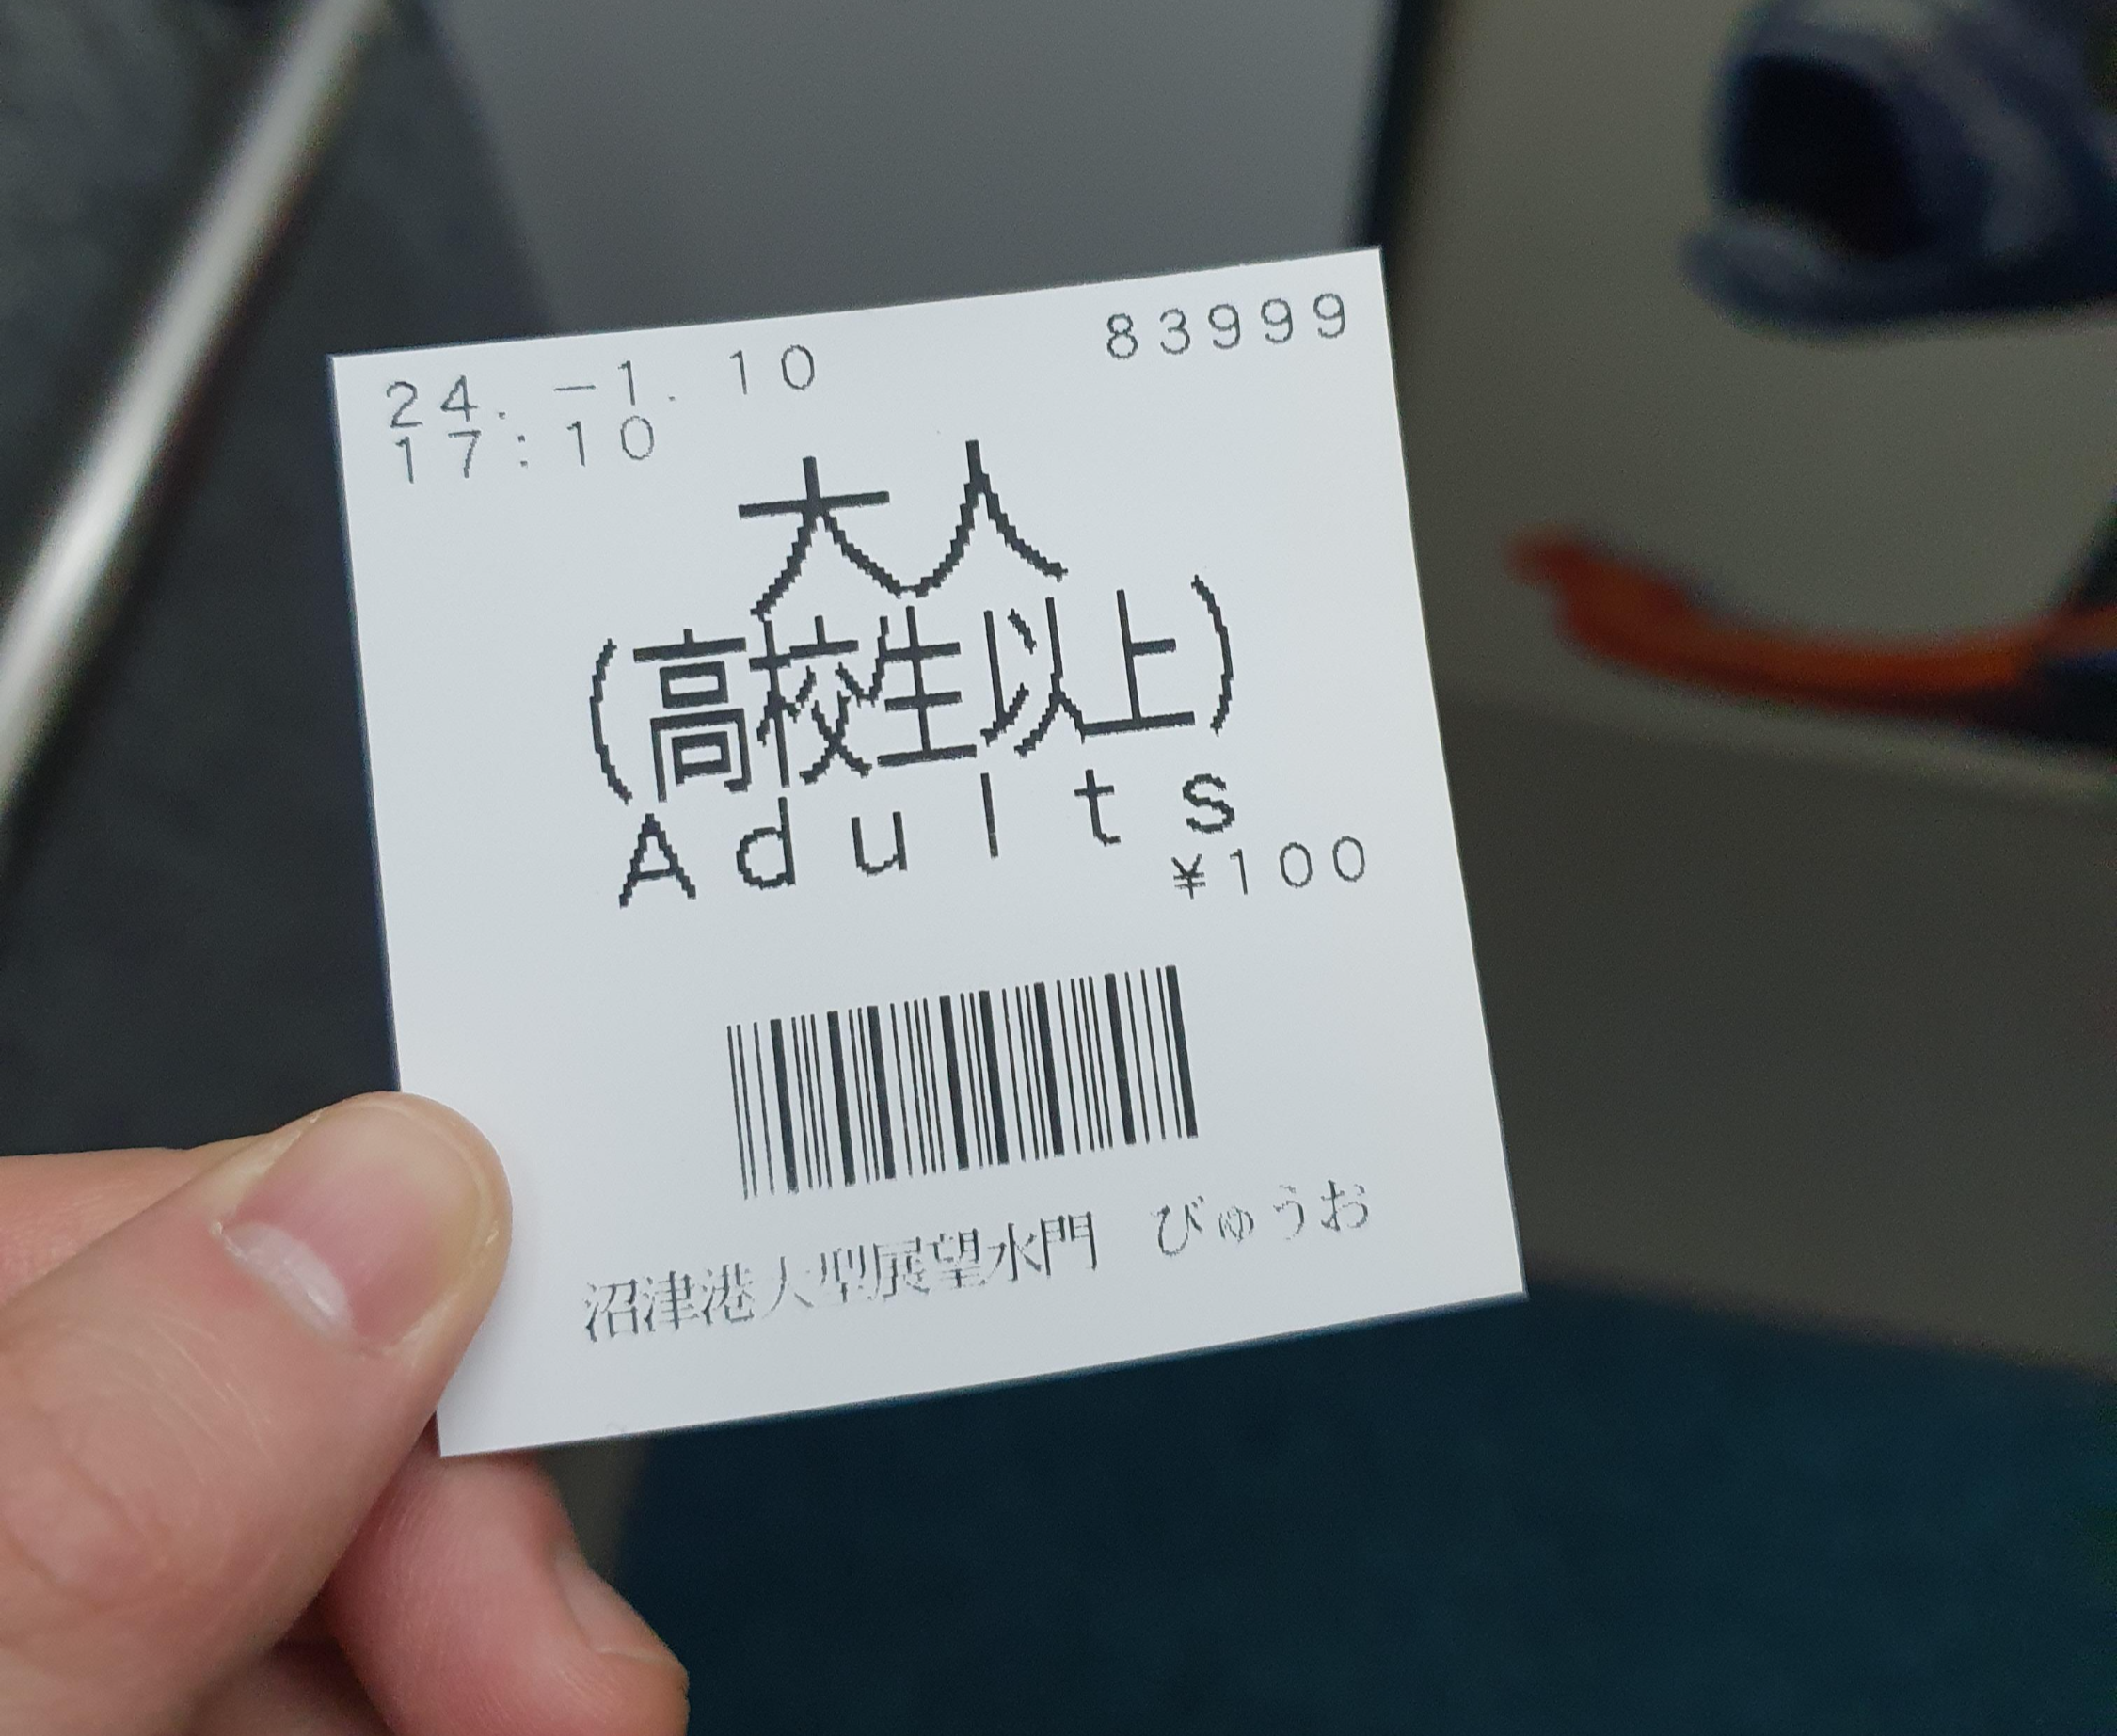 24. -1. 10 83999
17:10
大人
(高校生以上)
Adults
¥100
沼津港大型展望水門 びゅうお